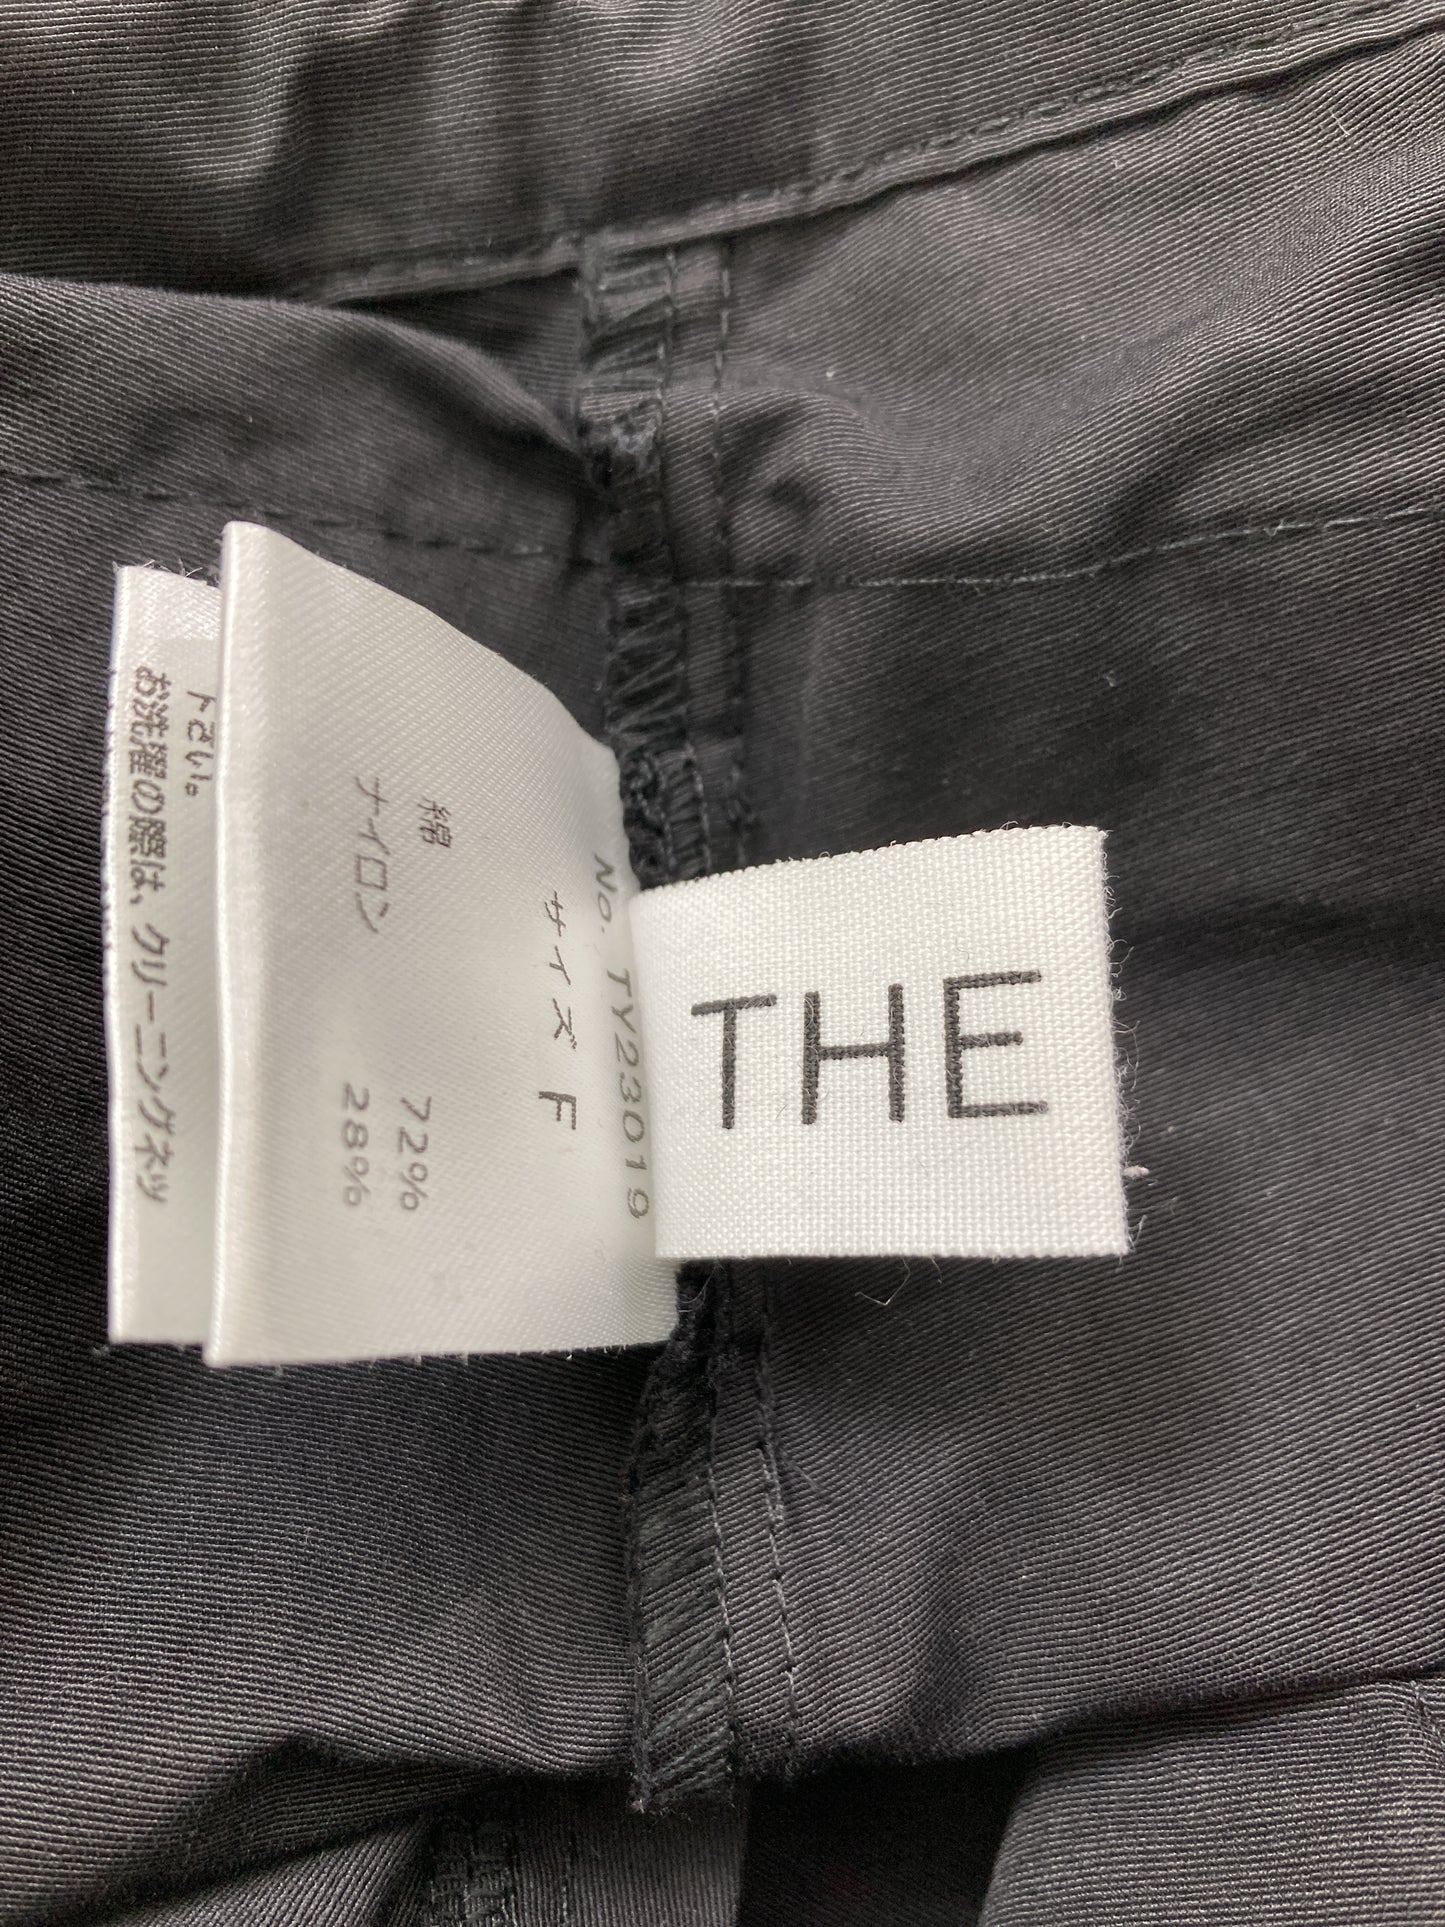 THE
No. TY23019
サイズ F
綿 72%
ナイロン 28%
下さい。
お洗濯の際は、クリーニングネッ